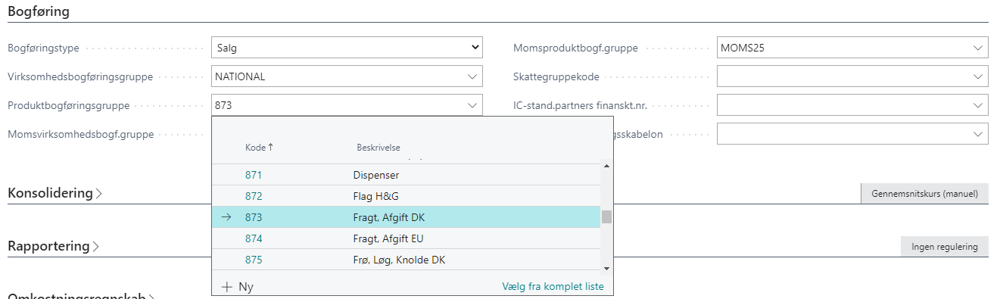 Bogføring
Bogføringstype Salg Momsproduktbogf.gruppe MOMS25
Virksomhedsbogføringsgruppe NATIONAL Skattegruppekode
Produktbogføringsgruppe 873 IC-stand.partners finanskt.nr.
Momsvirksomhedsbogf.gruppe gsskabelon
Kode ↑ Beskrivelse
871 Dispenser
872 Flag H&G
→ 873 Fragt, Afgift DK
874 Fragt, Afgift EU
875 Frø, Løg, Knolde DK
+ Ny Vælg fra komplet liste
Konsolidering > Gennemsnitskurs (manuel)
Rapportering > Ingen regulering
Omkostningsregnskab >